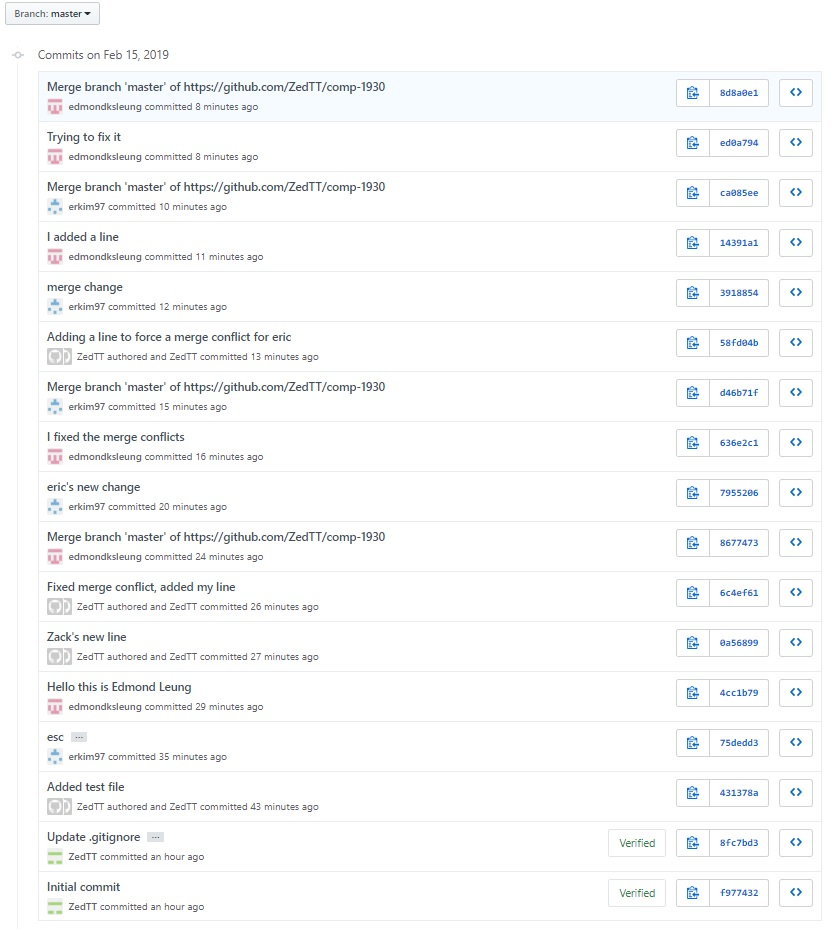 Branch: master
Commits on Feb 15, 2019
Merge branch 'master' of https://github.com/ZedTT/comp-1930
edmondksleung committed 8 minutes ago
8d8a0e1
Trying to fix it
edmondksleung committed 8 minutes ago
ed0a794
Merge branch 'master' of https://github.com/ZedTT/comp-1930
erkim97 committed 10 minutes ago
ca085ee
I added a line
edmondksleung committed 11 minutes ago
14391a1
merge change
erkim97 committed 12 minutes ago
3918854
Adding a line to force a merge conflict for eric
ZedTT authored and ZedTT committed 13 minutes ago
58fd04b
Merge branch 'master' of https://github.com/ZedTT/comp-1930
erkim97 committed 15 minutes ago
d46b71f
I fixed the merge conflicts
edmondksleung committed 16 minutes ago
636e2c1
eric's new change
erkim97 committed 20 minutes ago
7955206
Merge branch 'master' of https://github.com/ZedTT/comp-1930
edmondksleung committed 24 minutes ago
8677473
Fixed merge conflict, added my line
ZedTT authored and ZedTT committed 26 minutes ago
6c4ef61
Zack's new line
ZedTT authored and ZedTT committed 27 minutes ago
0a56899
Hello this is Edmond Leung
edmondksleung committed 29 minutes ago
4cc1b79
esc ...
erkim97 committed 35 minutes ago
75dedd3
Added test file
ZedTT authored and ZedTT committed 43 minutes ago
431378a
Update .gitignore ...
ZedTT committed an hour ago
Verified
8fc7bd3
Initial commit
ZedTT committed an hour ago
Verified
f977432